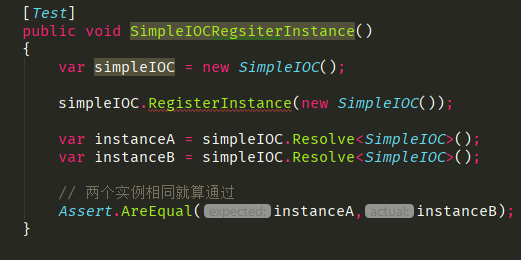 [Test]
public void SimpleIOCRegsiterInstance()
{
var simpleIOC = new SimpleIOC();
simpleIOC.RegisterInstance(new SimpleIOC());
var instanceA = simpleIOC.Resolve<SimpleIOC>();
var instanceB = simpleIOC.Resolve<SimpleIOC>();
// 两个实例相同就算通过
Assert.AreEqual( expected: instanceA, actual: instanceB);
}